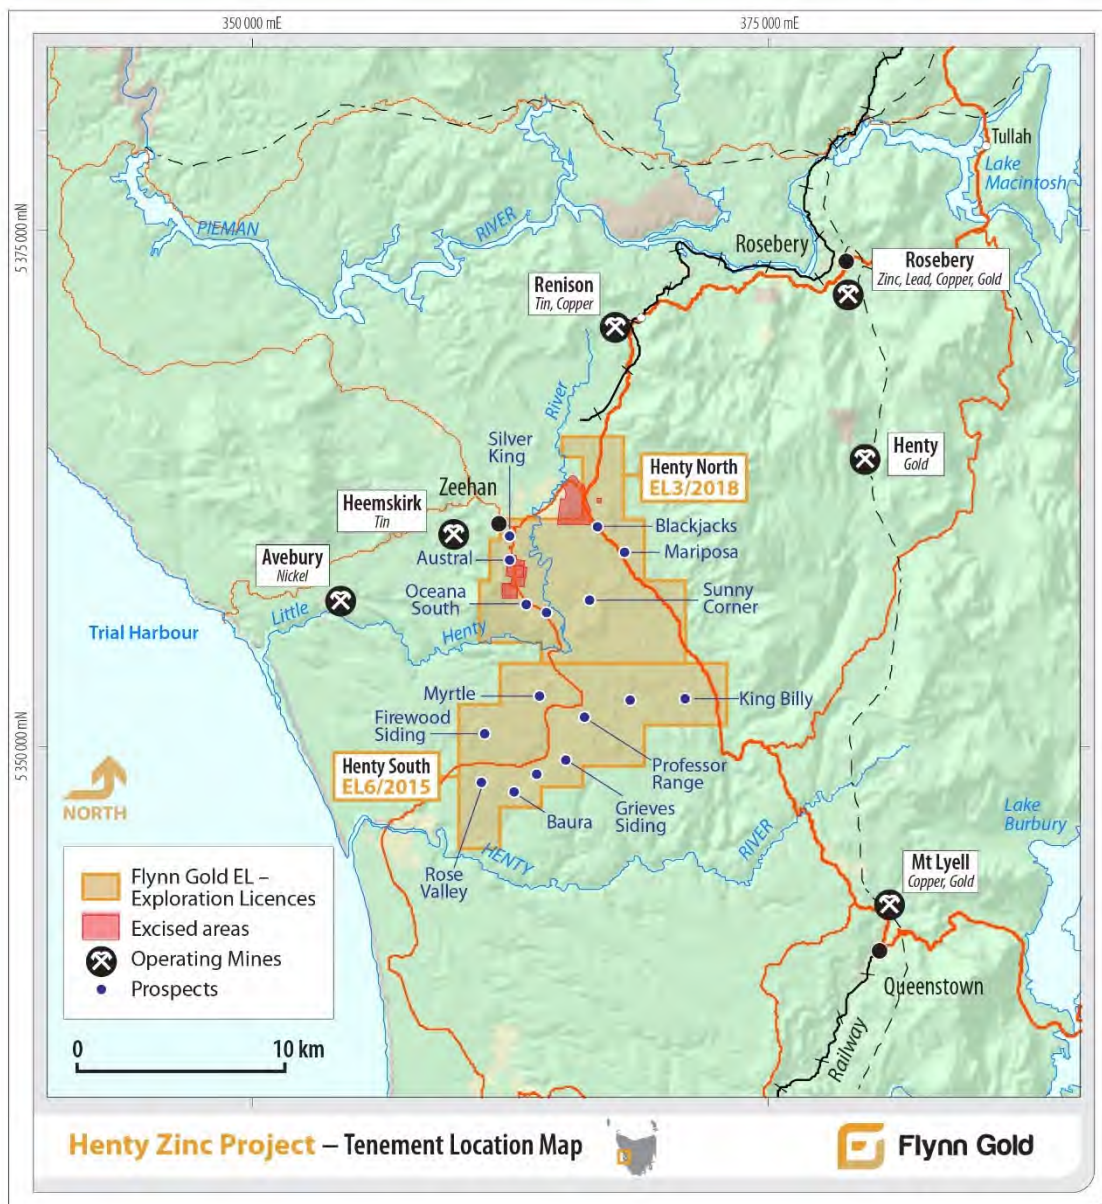 350 000 mE
375 000 mE
5 375 000 mN
5 350 000 mN
Tullah
Lake
Macintosh
PIEMAN
RIVER
Rosebery
Rosebery
Zinc, Lead, Copper, Gold
Renison
Tin, Copper
River
Silver
King
Henty North
EL3/2018
Henty
Gold
Zeehan
Heemskirk
Tin
Blackjacks
Mariposa
Austral
Avebury
Nickel
Oceana
South
Sunny
Corner
Little
Henty
Trial Harbour
Myrtle
King Billy
Firewood
Siding
Professor
Range
Henty South
EL6/2015
NORTH
Grieves
Siding
Baura
Lake
Burbury
HENTY
RIVER
Rose
Valley
Mt Lyell
Copper, Gold
Flynn Gold EL –
Exploration Licences
Excised areas
Operating Mines
Prospects
Queenstown
Railway
0
10 km
Henty Zinc Project – Tenement Location Map
Flynn Gold